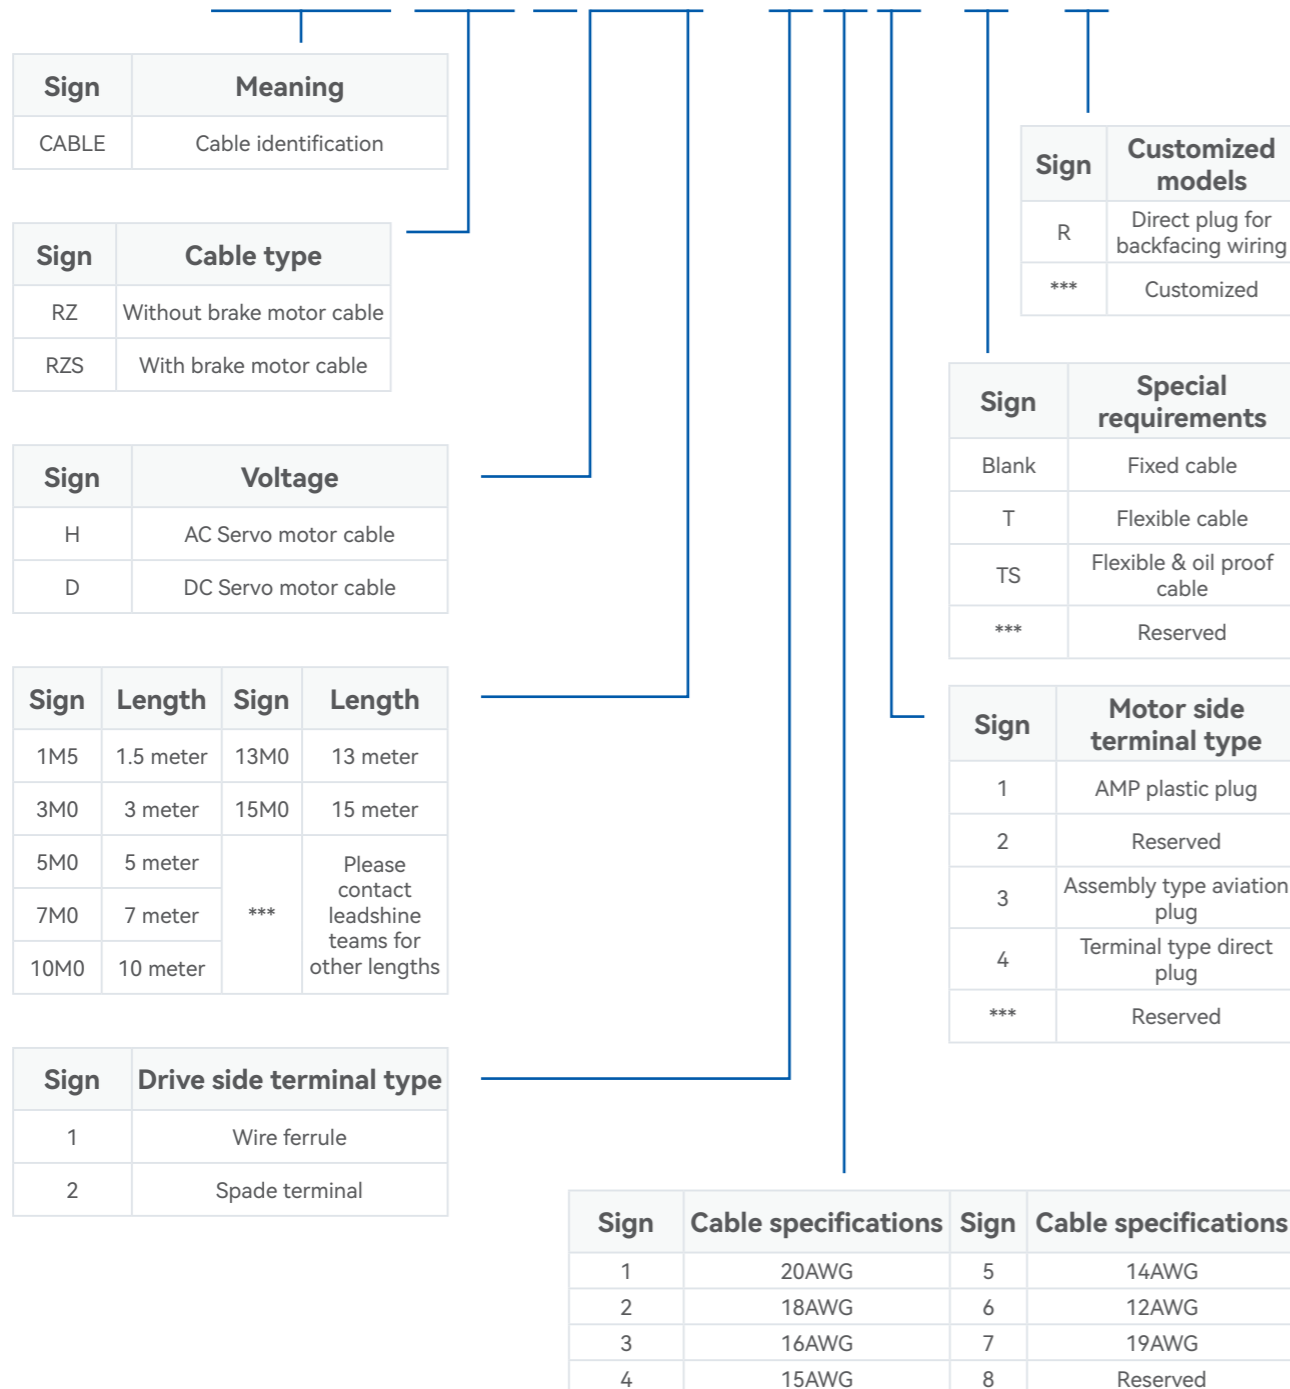 Sign Meaning
CABLE Cable identification
Sign Cable type
RZ Without brake motor cable
RZS With brake motor cable
Sign Voltage
H AC Servo motor cable
D DC Servo motor cable
Sign Length Sign Length
1M5 1.5 meter 13M0 13 meter
3M0 3 meter 15M0 15 meter
5M0 5 meter
7M0 7 meter
10M0 10 meter
***
Please
contact
leadshine
teams for
other lengths
Sign Drive side terminal type
1 Wire ferrule
2 Spade terminal
Sign Customized
models
R Direct plug for
backfacing wiring
*** Customized
Sign Special
requirements
Blank Fixed cable
T Flexible cable
TS Flexible & oil proof
cable
*** Reserved
Sign Motor side
terminal type
1 AMP plastic plug
2 Reserved
3 Assembly type aviation
plug
4 Terminal type direct
plug
*** Reserved
Sign Cable specifications Sign Cable specifications
1 20AWG 5 14AWG
2 18AWG 6 12AWG
3 16AWG 7 19AWG
4 15AWG 8 Reserved